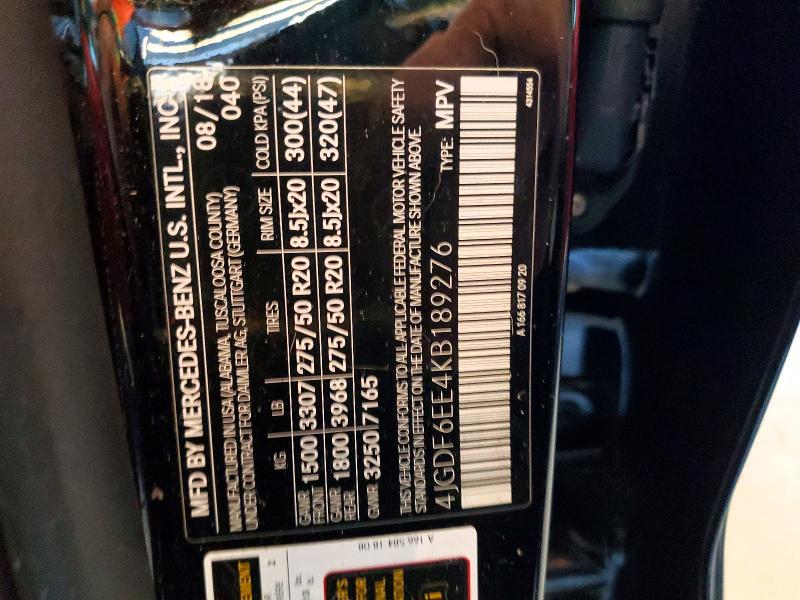 MFD BY MERCEDES-BENZ U.S. INTL., INC. 08/18
MANUFACTURED IN USA (ALABAMA, TUSCALOOSA COUNTY) 040
UNDER CONTRACT FOR DAIMLER AG, STUTTGART (GERMANY)
KG LB TIRES RIM SIZE COLD KPA (PSI)
GAWR FRONT 1500 3307 275/50 R20 8.5Jx20 300(44)
GAWR REAR 1800 3968 275/50 R20 8.5Jx20 320(47)
GVWR 3250 7165
THIS VEHICLE CONFORMS TO ALL APPLICABLE FEDERAL MOTOR VEHICLE SAFETY
STANDARDS IN EFFECT ON THE DATE OF MANUFACTURE SHOWN ABOVE.
4JGDF6EE4KB189276 TYPE: MPV
A 166 817 09 20 4314554
A 166 584 18 08